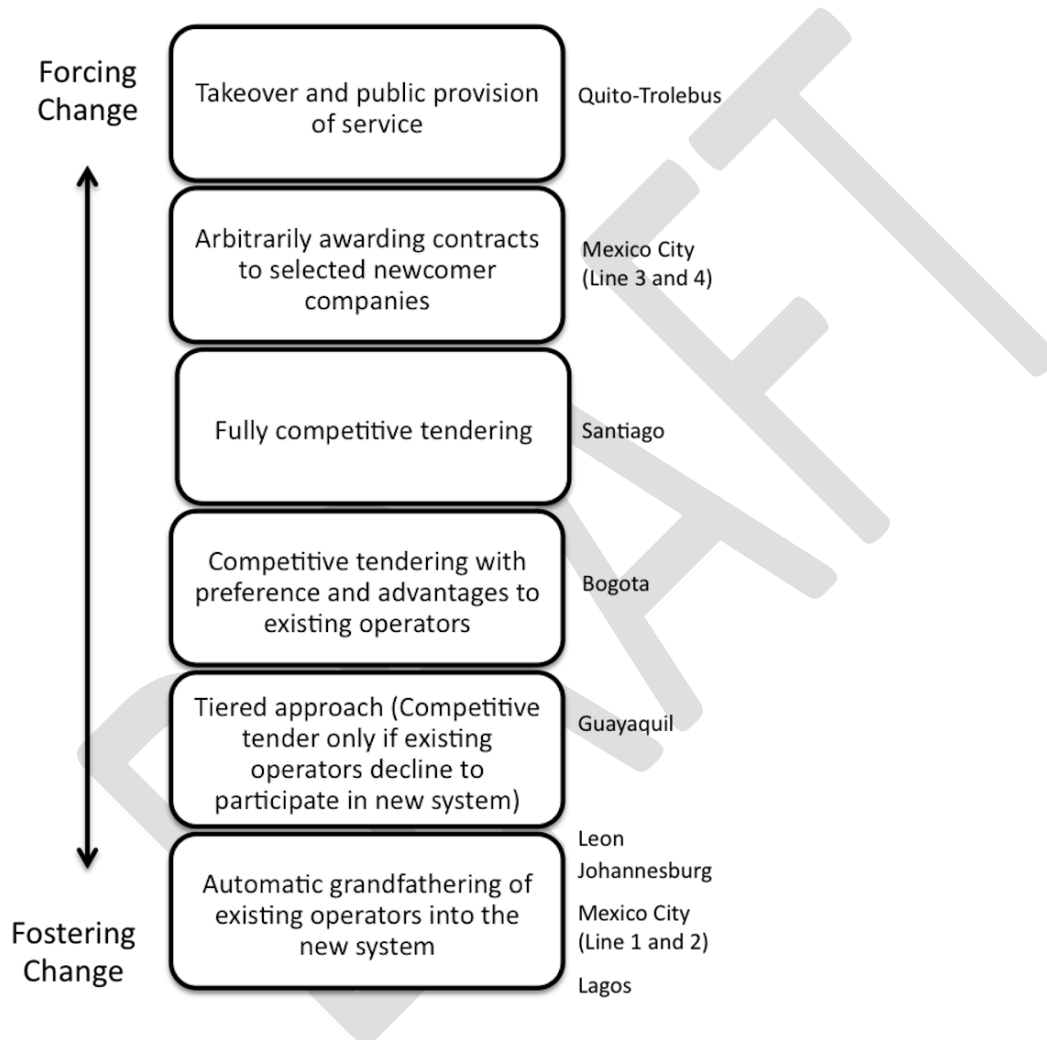 Forcing
Change
Takeover and public provision
of service
Quito-Trolebus
Arbitrarily awarding contracts
to selected newcomer
companies
Mexico City
(Line 3 and 4)
Fully competitive tendering
Santiago
Competitive tendering with
preference and advantages to
existing operators
Bogota
Tiered approach (Competitive
tender only if existing
operators decline to
participate in new system)
Guayaquil
Automatic grandfathering of
existing operators into the
new system
Leon
Johannesburg
Mexico City
(Line 1 and 2)
Lagos
Fostering
Change
DRAFT